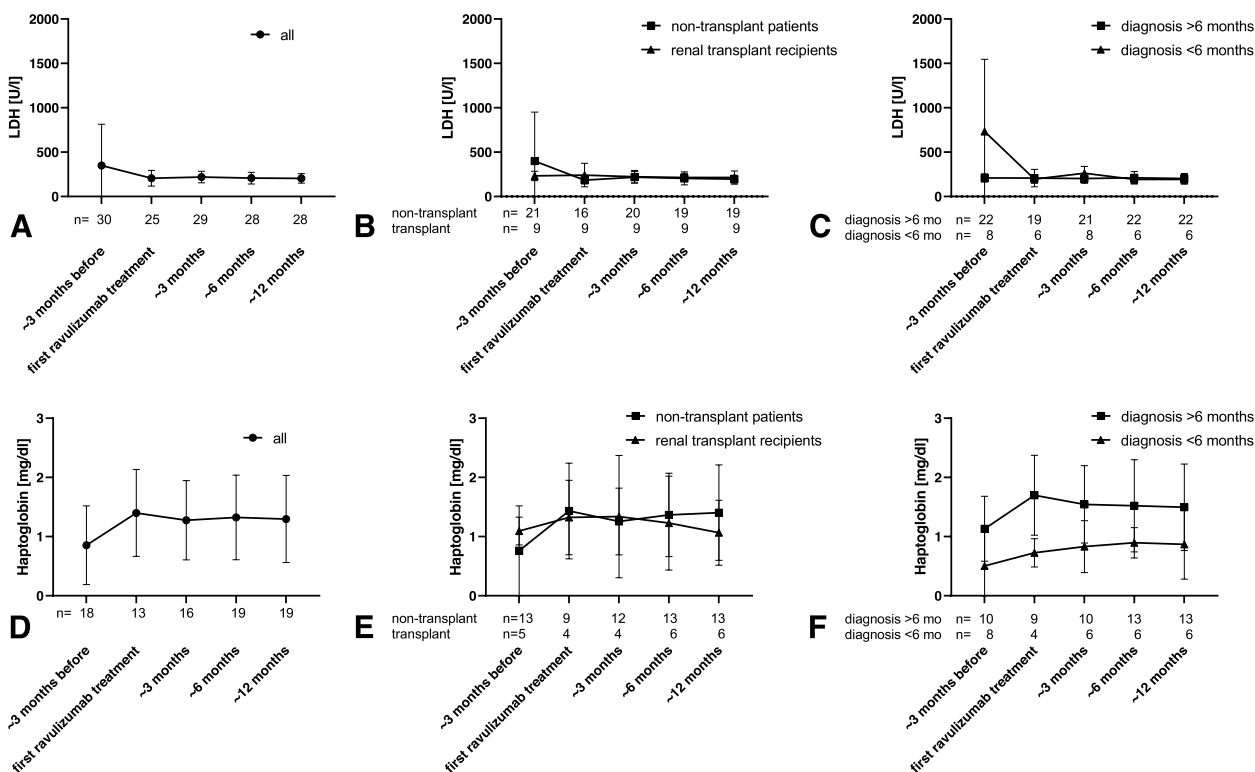 2000
1500
1000
500
0
LDH [U/l]
all
A
n= 30 25 29 28 28
~3 months before
first ravulizumab treatment
~3 months
~6 months
~12 months
2000
1500
1000
500
0
LDH [U/l]
non-transplant patients
renal transplant recipients
B
non-transplant n= 21 16 20 19 19
transplant n= 9 9 9 9 9
~3 months before
first ravulizumab treatment
~3 months
~6 months
~12 months
2000
1500
1000
500
0
LDH [U/l]
diagnosis >6 months
diagnosis <6 months
C
diagnosis >6 mo n= 22 19 21 22 22
diagnosis <6 mo n= 8 6 8 6 6
~3 months before
first ravulizumab treatment
~3 months
~6 months
~12 months
3
2
1
0
Haptoglobin [mg/dl]
all
D
n= 18 13 16 19 19
~3 months before
first ravulizumab treatment
~3 months
~6 months
~12 months
3
2
1
0
Haptoglobin [mg/dl]
non-transplant patients
renal transplant recipients
E
non-transplant n=13 9 12 13 13
transplant n=5 4 4 6 6
~3 months before
first ravulizumab treatment
~3 months
~6 months
~12 months
3
2
1
0
Haptoglobin [mg/dl]
diagnosis >6 months
diagnosis <6 months
F
diagnosis >6 mo n= 10 9 10 13 13
diagnosis <6 mo n= 8 4 6 6 6
~3 months before
first ravulizumab treatment
~3 months
~6 months
~12 months